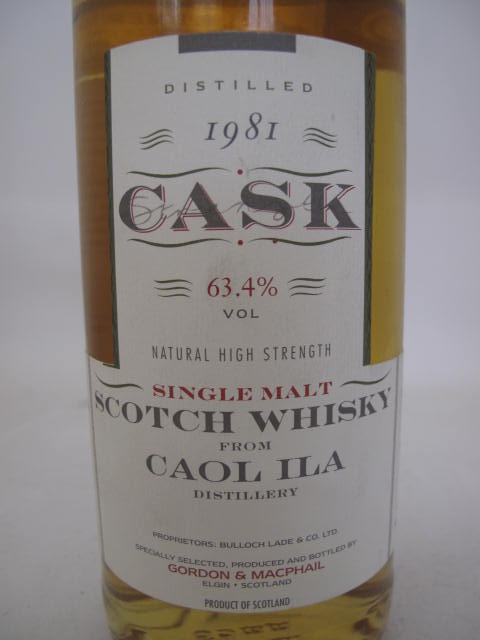 DISTILLED
1981
CASK
63.4%
VOL
NATURAL HIGH STRENGTH
SINGLE MALT
SCOTCH WHISKY
FROM
CAOL ILA
DISTILLERY
PROPRIETORS: BULLOCH LADE & CO. LTD.
SPECIALLY SELECTED, PRODUCED AND BOTTLED BY
GORDON & MACPHAIL
ELGIN • SCOTLAND
PRODUCT OF SCOTLAND